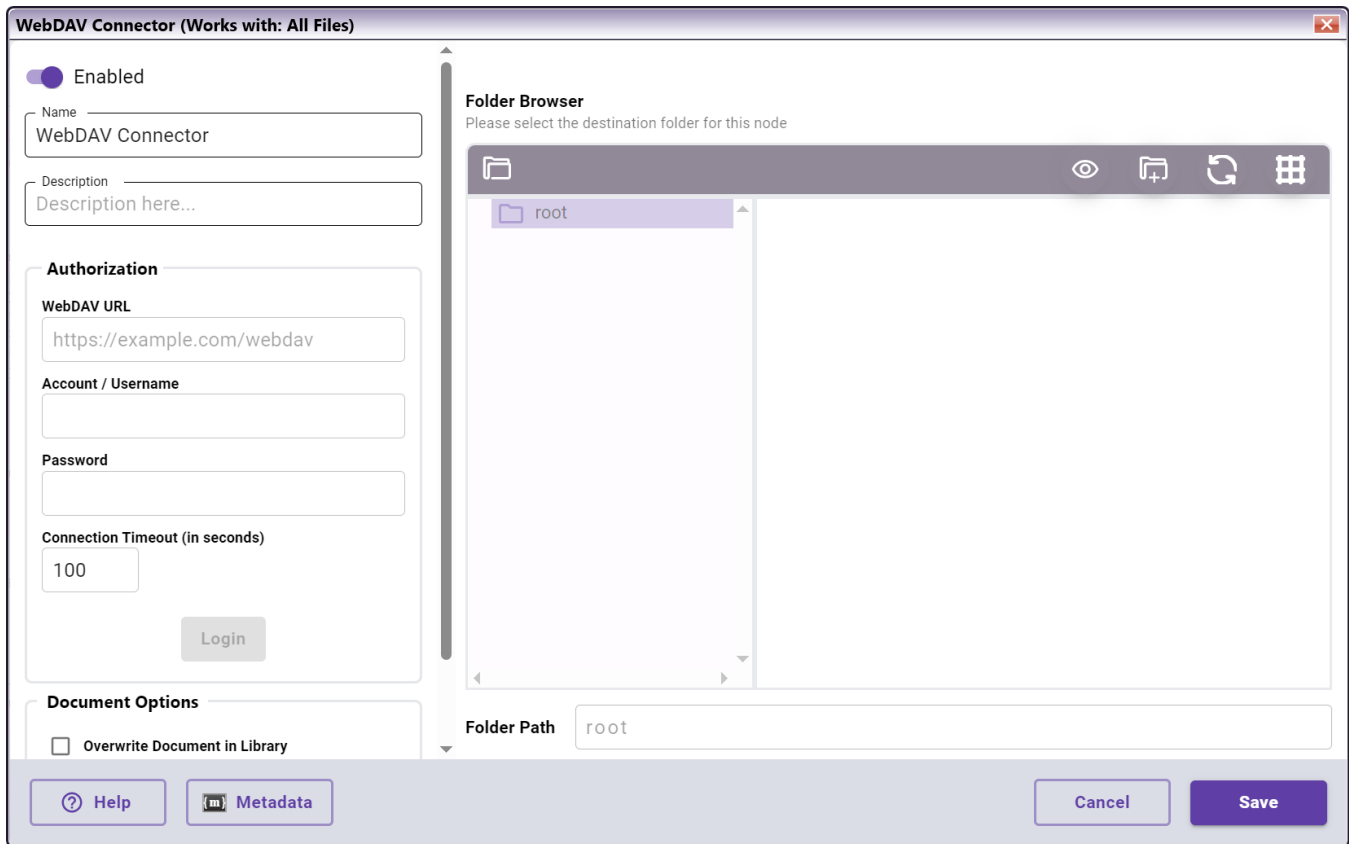 WebDAV Connector (Works with: All Files)
Enabled
Name
WebDAV Connector
Description
Description here...
Authorization
WebDAV URL
https://example.com/webdav
Account / Username
Password
Connection Timeout (in seconds)
100
Login
Document Options
Overwrite Document in Library
Folder Browser
Please select the destination folder for this node
root
Folder Path
root
Help
{m} Metadata
Cancel
Save